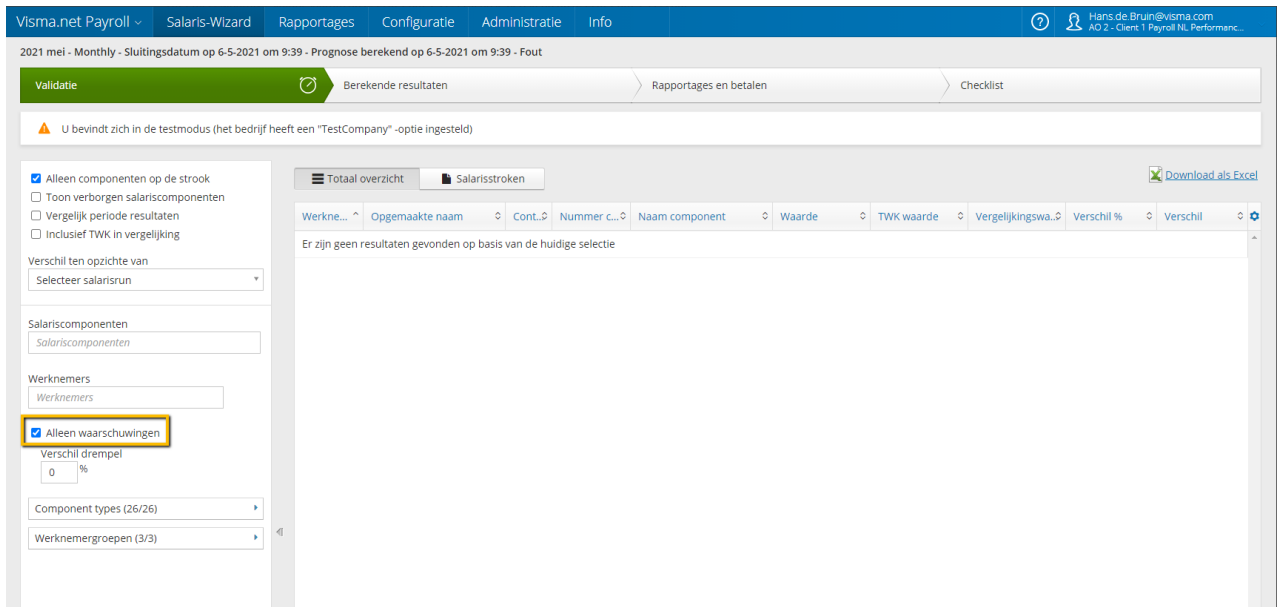 Visma.net Payroll Salaris-Wizard Rapportages Configuratie Administratie Info
Hans.de.Bruin@visma.com
AO 2 - Client 1 Payroll NL Performanc...
2021 mei - Monthly - Sluitingsdatum op 6-5-2021 om 9:39 - Prognose berekend op 6-5-2021 om 9:39 - Fout
Validatie Berekende resultaten Rapportages en betalen Checklist
U bevindt zich in de testmodus (het bedrijf heeft een "TestCompany" -optie ingesteld)
Alleen componenten op de strook
Toon verborgen salariscomponenten
Vergelijk periode resultaten
Inclusief TWK in vergelijking
Verschil ten opzichte van
Selecteer salarisrun
Salariscomponenten
Salariscomponenten
Werknemers
Werknemers
Alleen waarschuwingen
Verschil drempel
0 %
Component types (26/26)
Werknemergroepen (3/3)
Totaal overzicht Salarisstroken
Download als Excel
Werkne... Opgemaakte naam Cont.. Nummer c... Naam component Waarde TWK waarde Vergelijkingswa.. Verschil % Verschil
Er zijn geen resultaten gevonden op basis van de huidige selectie